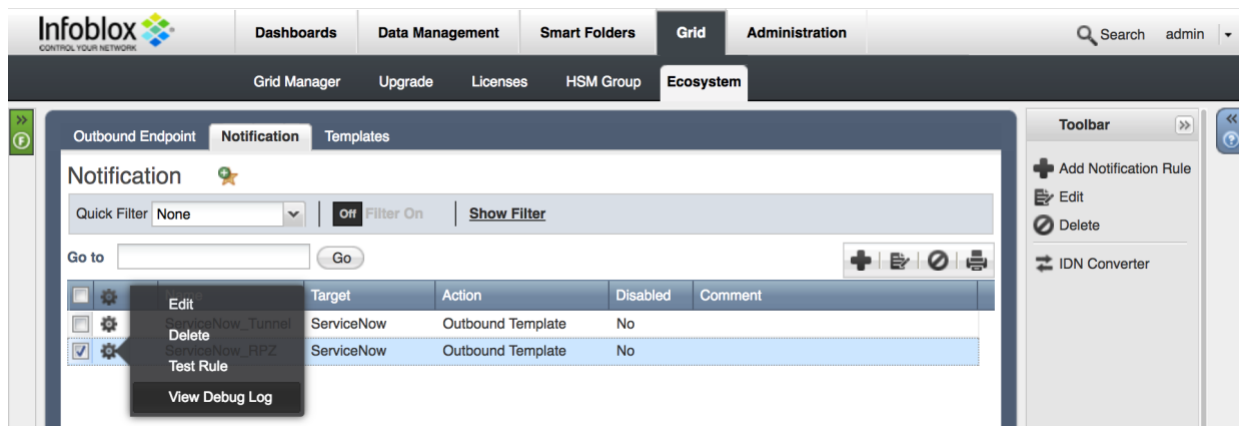 Infoblox
CONTROL YOUR NETWORK
Dashboards Data Management Smart Folders Grid Administration Search admin
Grid Manager Upgrade Licenses HSM Group Ecosystem
Outbound Endpoint Notification Templates
Notification
Quick Filter None Off Filter On Show Filter
Go to Go
Name Target Action Disabled Comment
ServiceNow_Tunnel ServiceNow Outbound Template No
ServiceNow_RPZ ServiceNow Outbound Template No
Edit
Delete
Test Rule
View Debug Log
Toolbar
Add Notification Rule
Edit
Delete
IDN Converter